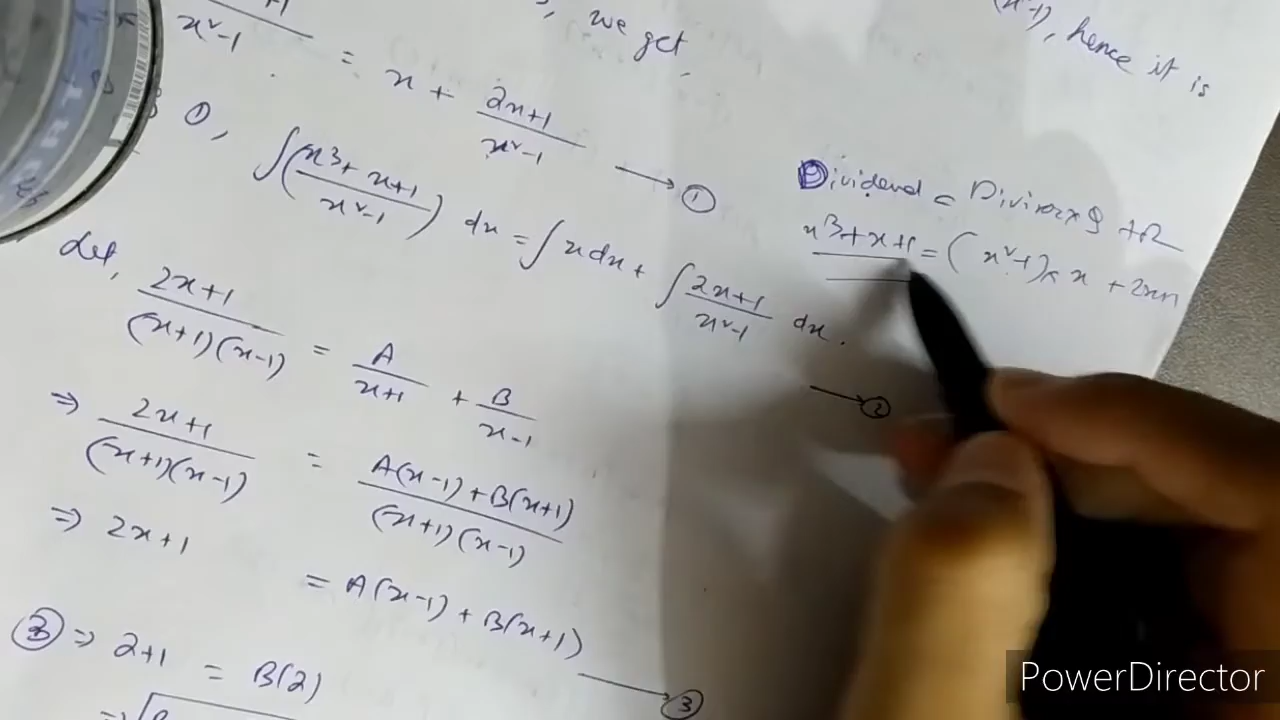 (x²-1), hence it is
, we get,
+1/x²-1 = x + 2x+1/x²-1 → ①
①, ∫(x³+x+1/x²-1) dx = ∫x dx + ∫2x+1/x²-1 dx. → ②
Dividend = Divisor×Q+R
x³+x+1 = (x²-1)×x + 2x+1
Let, 2x+1/(x+1)(x-1) = A/x+1 + B/x-1
⇒ 2x+1/(x+1)(x-1) = A(x-1)+B(x+1)/(x+1)(x-1)
⇒ 2x+1 = A(x-1)+B(x+1) → ③
③ ⇒ 2+1 = B(2)
PowerDirector